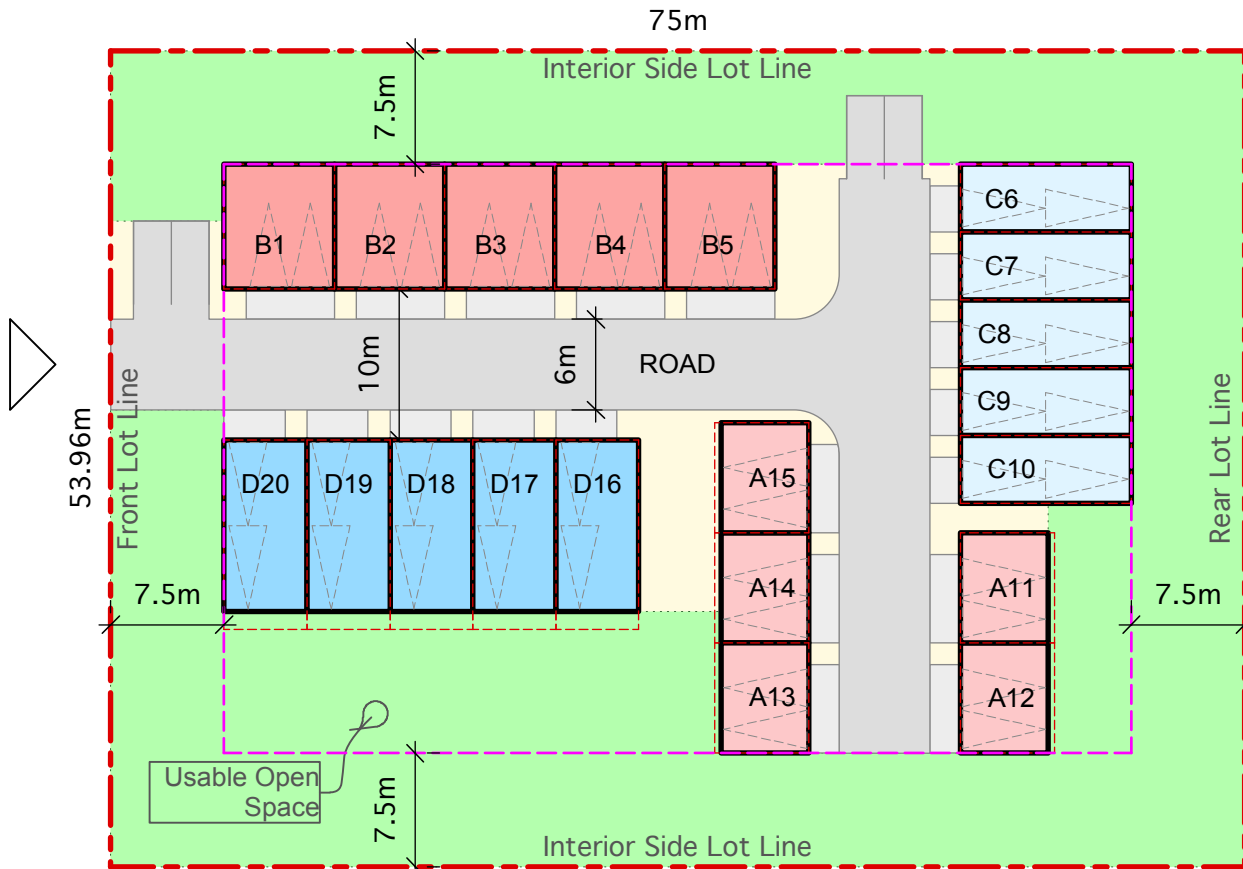 75m
Interior Side Lot Line
7.5m
B1
B2
B3
B4
B5
C6
C7
C8
C9
C10
10m
6m
ROAD
53.96m
Front Lot Line
Rear Lot Line
D20
D19
D18
D17
D16
A15
A14
A13
A11
A12
7.5m
7.5m
Usable Open
Space
7.5m
Interior Side Lot Line